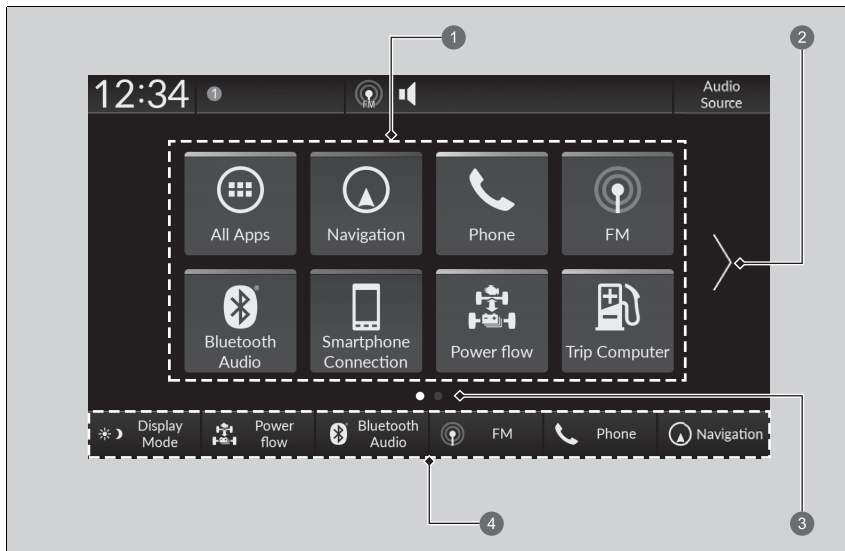 1
2
12:34
1
FM
Audio
Source
All Apps
Navigation
Phone
FM
Bluetooth
Audio
Smartphone
Connection
Power flow
Trip Computer
Display
Mode
Power
flow
Bluetooth
Audio
FM
Phone
Navigation
4
3